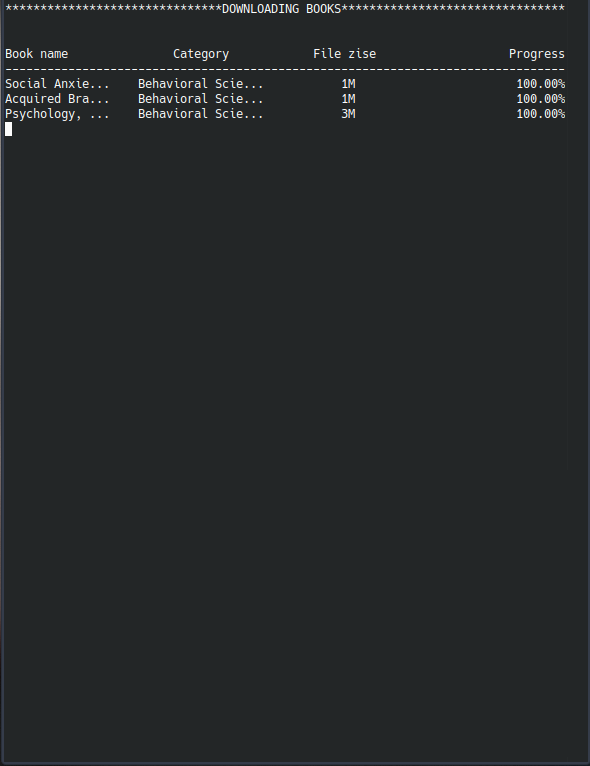 *******************************DOWNLOADING BOOKS********************************
Book name Category File zise Progress
--------------------------------------------------------------------------------
Social Anxie... Behavioral Scie... 1M 100.00%
Acquired Bra... Behavioral Scie... 1M 100.00%
Psychology, ... Behavioral Scie... 3M 100.00%